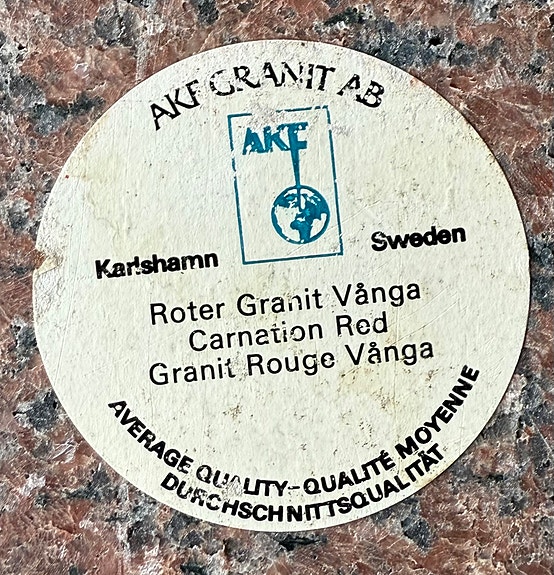 AKF GRANIT AB
AKF
Karlshamn
Sweden
Roter Granit Vånga
Carnation Red
Granit Rouge Vånga
AVERAGE QUALITY-QUALITÉ MOYENNE
DURCHSCHNITTSQUALITÄT